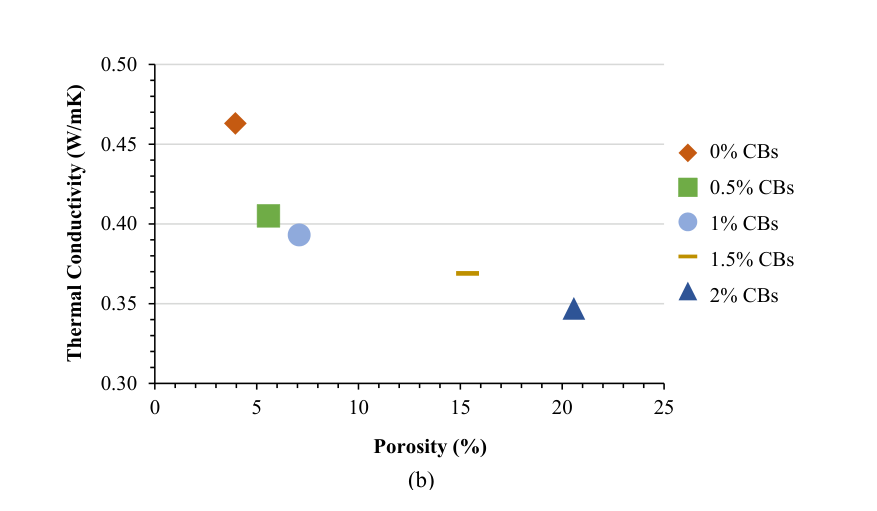 Thermal Conductivity (W/mK)
0.50
0.45
0.40
0.35
0.30
0 5 10 15 20 25
Porosity (%)
0% CBs
0.5% CBs
1% CBs
1.5% CBs
2% CBs
(b)